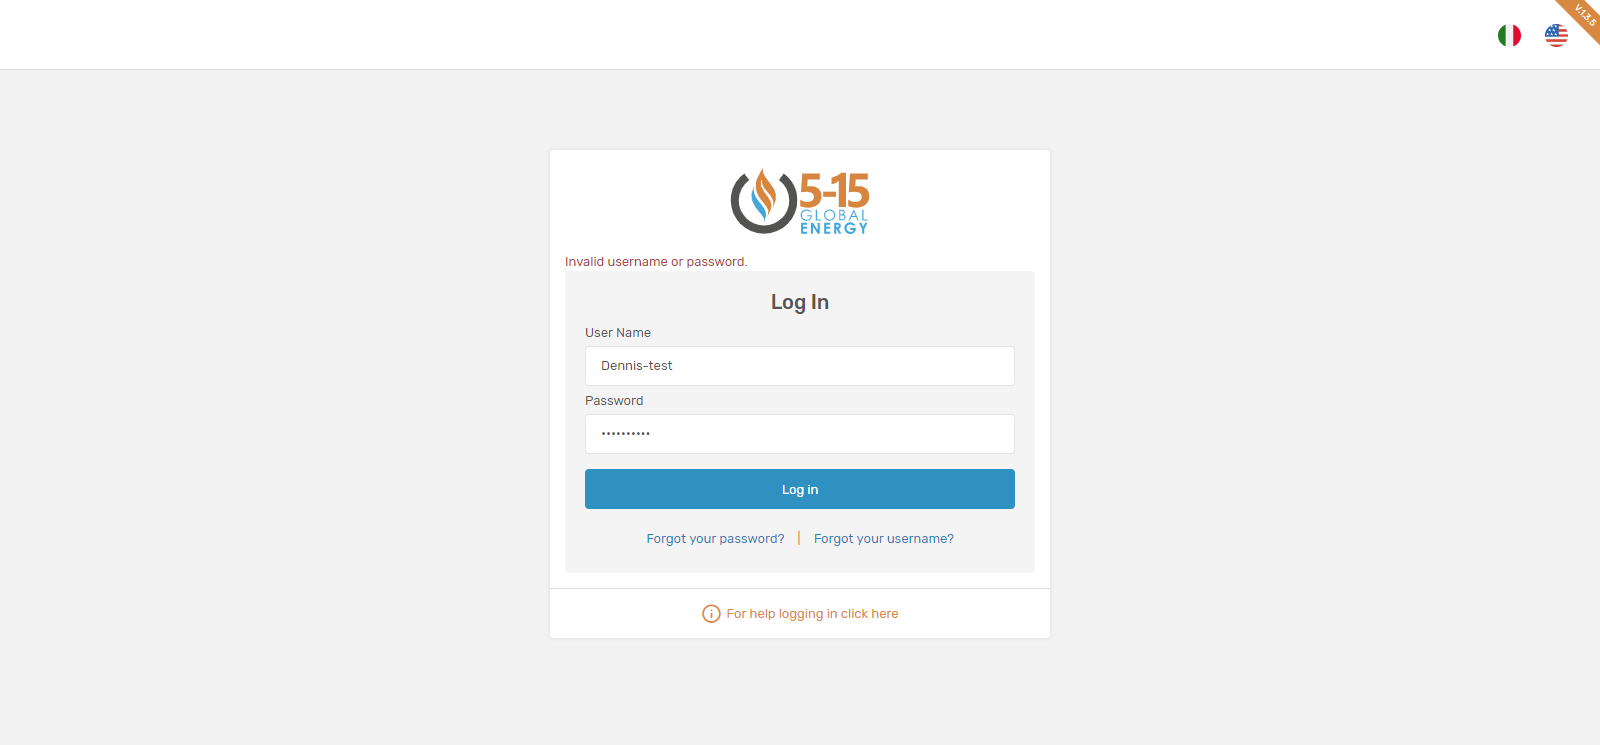 V.1.3.5
5-15
GLOBAL
ENERGY
Invalid username or password.
Log In
User Name
Dennis-test
Password
••••••••••
Log in
Forgot your password? | Forgot your username?
For help logging in click here